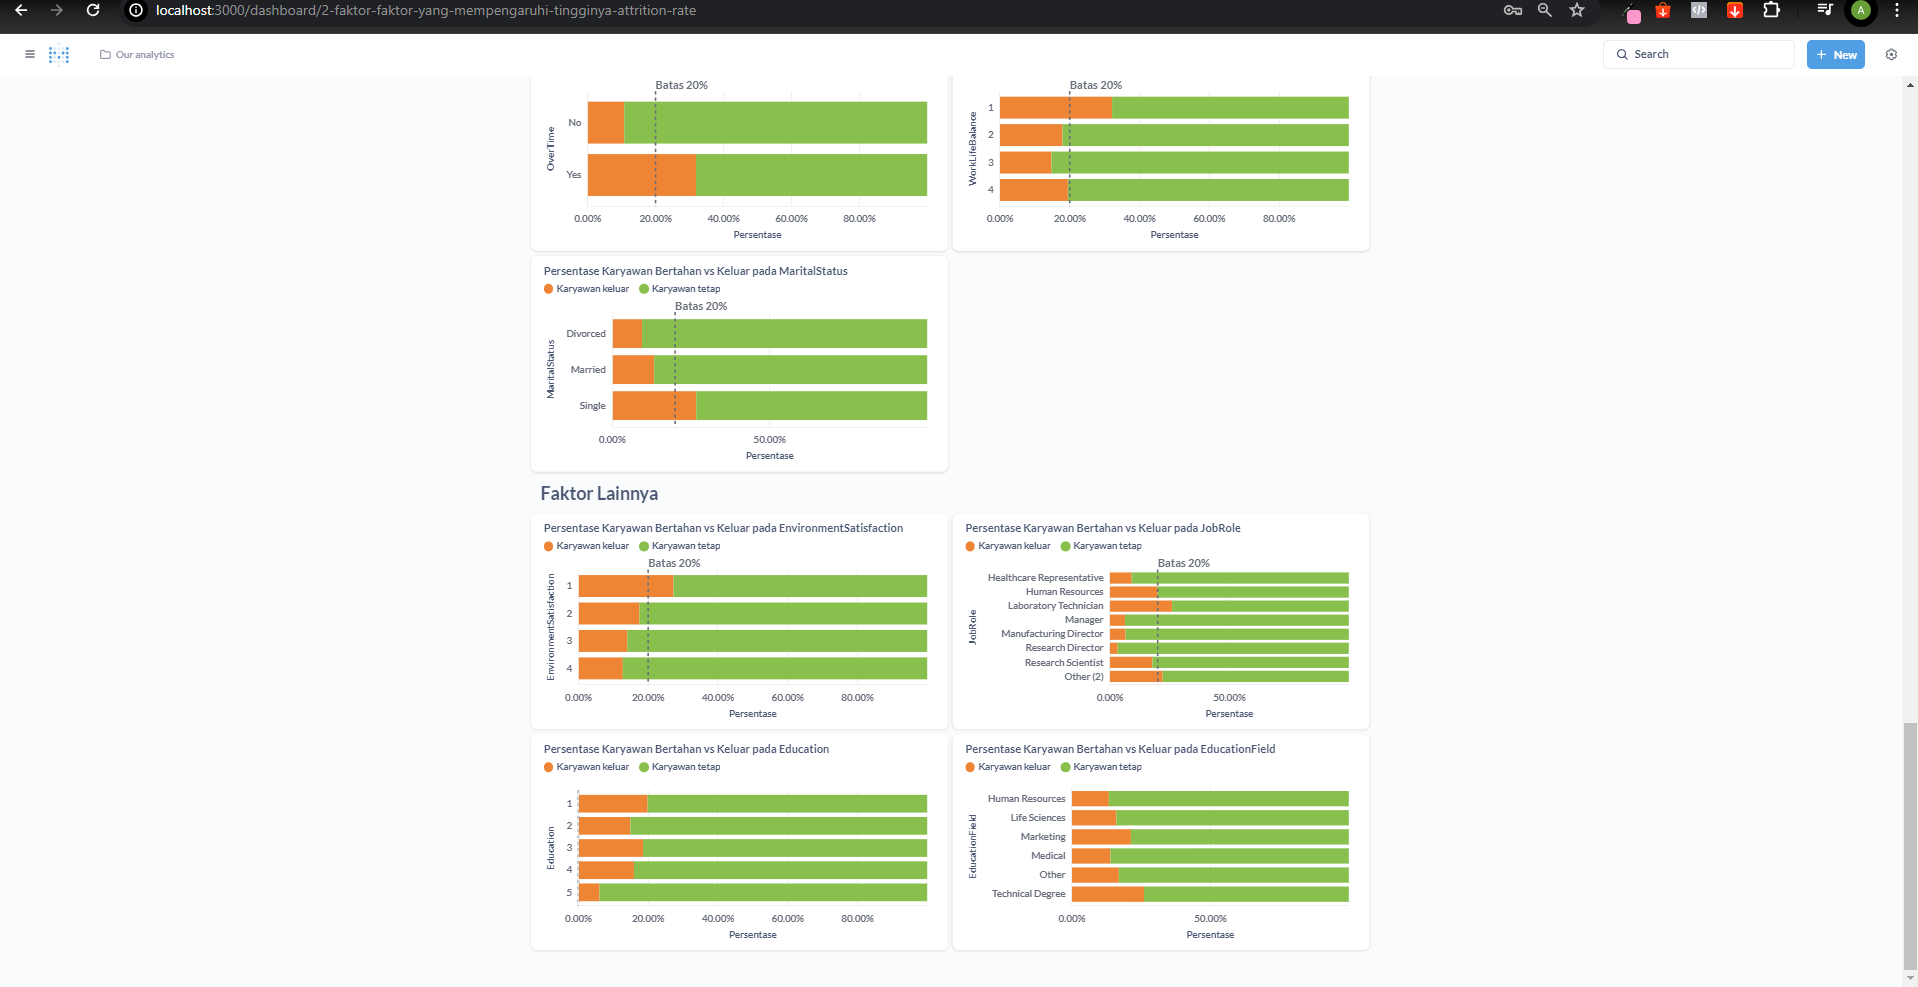 localhost:3000/dashboard/2-faktor-faktor-yang-mempengaruhi-tingginya-attrition-rate
A
Our analytics
Search
+ New
Batas 20%
OverTime
No
Yes
0.00% 20.00% 40.00% 60.00% 80.00%
Persentase
Batas 20%
WorkLifeBalance
1
2
3
4
0.00% 20.00% 40.00% 60.00% 80.00%
Persentase
Persentase Karyawan Bertahan vs Keluar pada MaritalStatus
Karyawan keluar Karyawan tetap
Batas 20%
MaritalStatus
Divorced
Married
Single
0.00% 50.00%
Persentase
Faktor Lainnya
Persentase Karyawan Bertahan vs Keluar pada EnvironmentSatisfaction
Karyawan keluar Karyawan tetap
Batas 20%
EnvironmentSatisfaction
1
2
3
4
0.00% 20.00% 40.00% 60.00% 80.00%
Persentase
Persentase Karyawan Bertahan vs Keluar pada JobRole
Karyawan keluar Karyawan tetap
Batas 20%
JobRole
Healthcare Representative
Human Resources
Laboratory Technician
Manager
Manufacturing Director
Research Director
Research Scientist
Other (2)
0.00% 50.00%
Persentase
Persentase Karyawan Bertahan vs Keluar pada Education
Karyawan keluar Karyawan tetap
Education
1
2
3
4
5
0.00% 20.00% 40.00% 60.00% 80.00%
Persentase
Persentase Karyawan Bertahan vs Keluar pada EducationField
Karyawan keluar Karyawan tetap
EducationField
Human Resources
Life Sciences
Marketing
Medical
Other
Technical Degree
0.00% 50.00%
Persentase